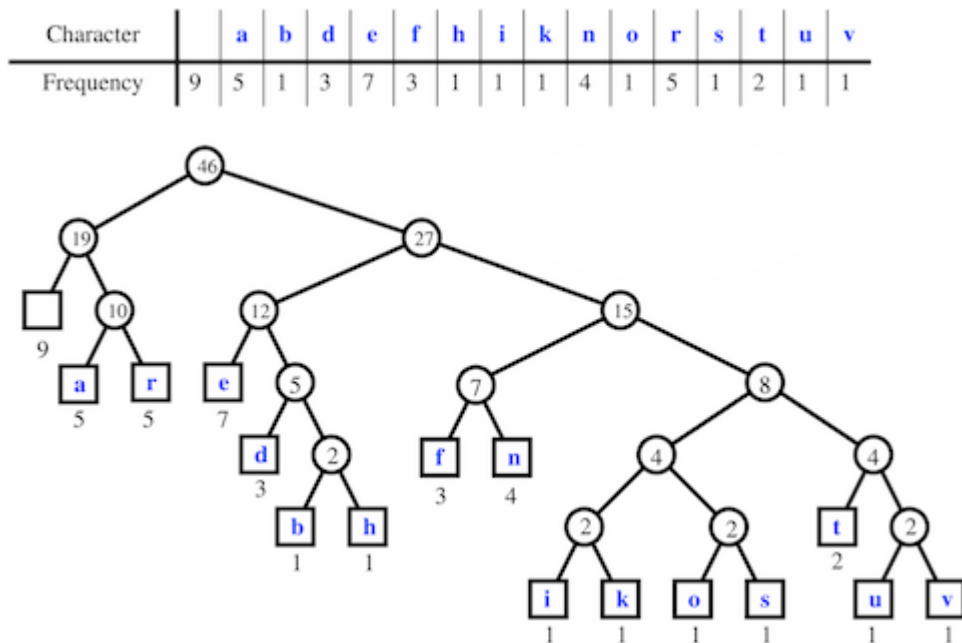 Character a b d e f h i k n o r s t u v
Frequency 9 5 1 3 7 3 1 1 1 4 1 5 1 2 1 1
46
19 27
10 12 15
9
a r e 5 7 8
5 5 7
d 2 f n 4 4
3 3 4
b h 2 2 t 2
1 1 2
i k o s u v
1 1 1 1 1 1